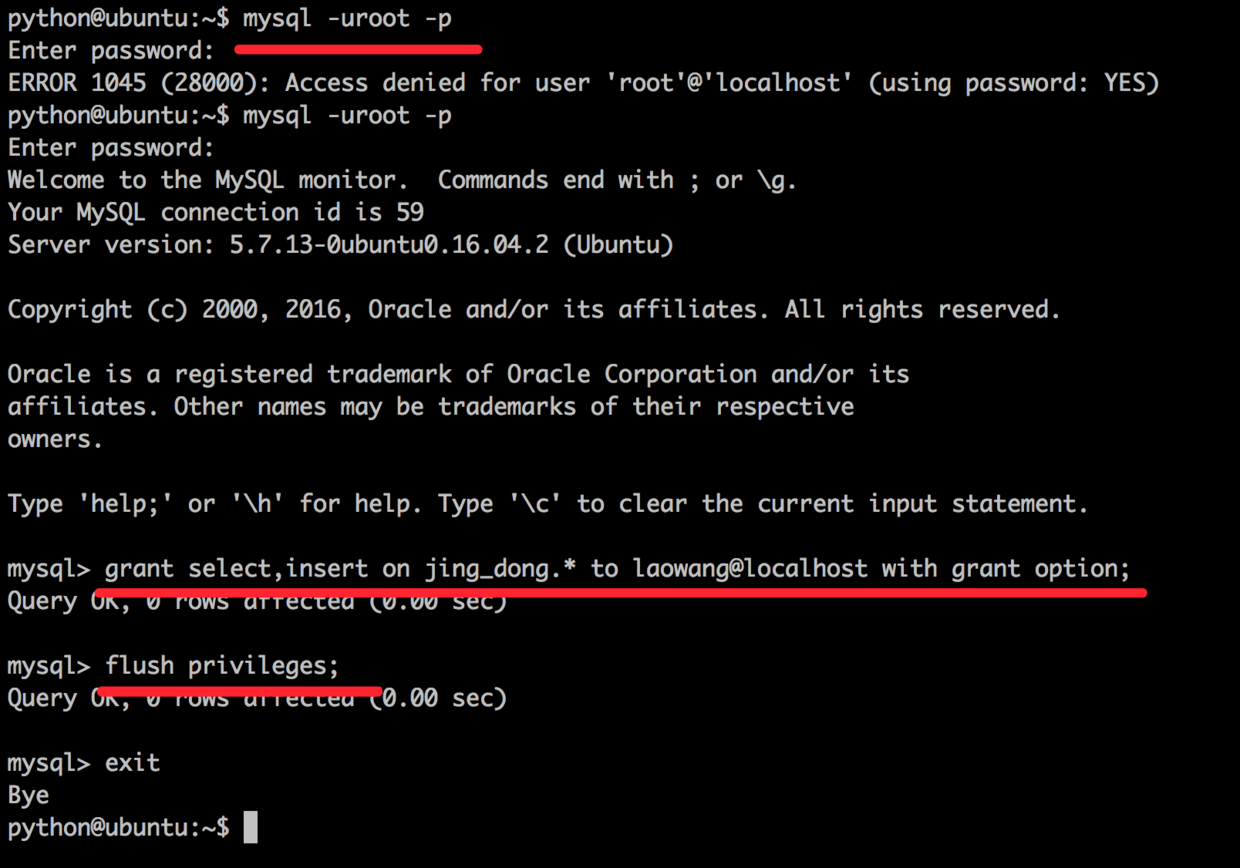 python@ubuntu:~$ mysql -uroot -p
Enter password:
ERROR 1045 (28000): Access denied for user 'root'@'localhost' (using password: YES)
python@ubuntu:~$ mysql -uroot -p
Enter password:
Welcome to the MySQL monitor.  Commands end with ; or \g.
Your MySQL connection id is 59
Server version: 5.7.13-0ubuntu0.16.04.2 (Ubuntu)
Copyright (c) 2000, 2016, Oracle and/or its affiliates. All rights reserved.
Oracle is a registered trademark of Oracle Corporation and/or its
affiliates. Other names may be trademarks of their respective
owners.
Type 'help;' or '\h' for help. Type '\c' to clear the current input statement.
mysql> grant select,insert on jing_dong.* to laowang@localhost with grant option;
Query OK, 0 rows affected (0.00 sec)
mysql> flush privileges;
Query OK, 0 rows affected (0.00 sec)
mysql> exit
Bye
python@ubuntu:~$